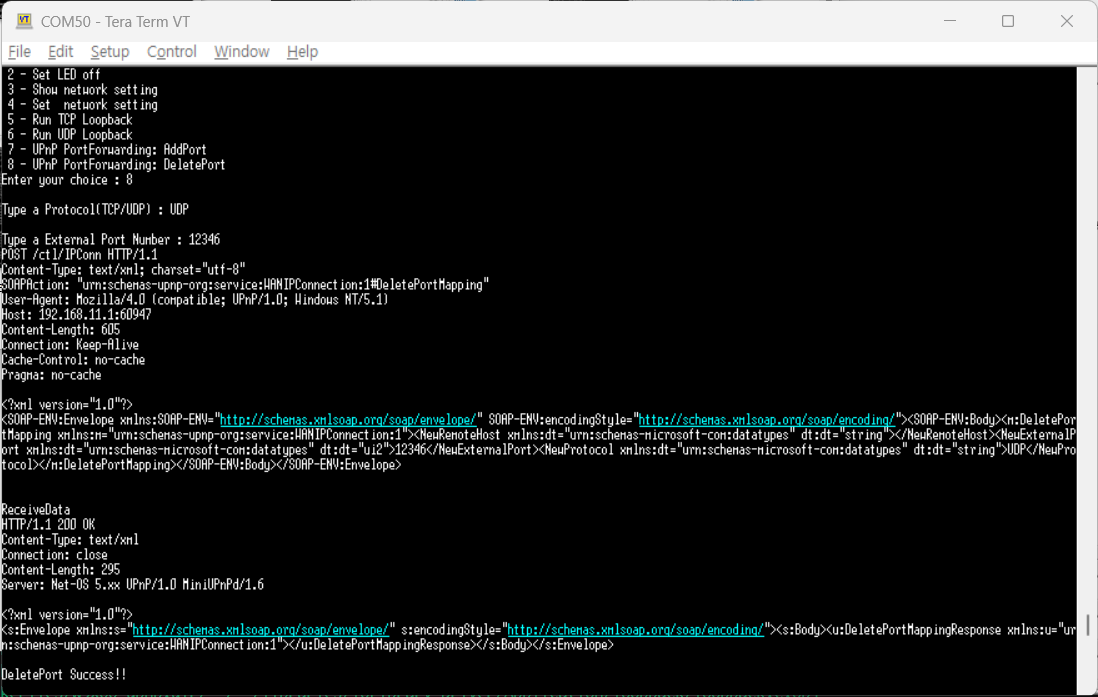 COM50 - Tera Term VT
File Edit Setup Control Window Help
2 - Set LED off
3 - Show network setting
4 - Set  network setting
5 - Run TCP Loopback
6 - Run UDP Loopback
7 - UPnP PortForwarding: AddPort
8 - UPnP PortForwarding: DeletePort
Enter your choice : 8
Type a Protocol(TCP/UDP) : UDP
Type a External Port Number : 12346
POST /ctl/IPConn HTTP/1.1
Content-Type: text/xml; charset="utf-8"
SOAPAction: "urn:schemas-upnp-org:service:WANIPConnection:1#DeletePortMapping"
User-Agent: Mozilla/4.0 (compatible; UPnP/1.0; Windows NT/5.1)
Host: 192.168.11.1:60947
Content-Length: 605
Connection: Keep-Alive
Cache-Control: no-cache
Pragma: no-cache
<?xml version="1.0"?>
<SOAP-ENV:Envelope xmlns:SOAP-ENV="http://schemas.xmlsoap.org/soap/envelope/" SOAP-ENV:encodingStyle="http://schemas.xmlsoap.org/soap/encoding/"><SOAP-ENV:Body><m:DeletePor
tMapping xmlns:m="urn:schemas-upnp-org:service:WANIPConnection:1"><NewRemoteHost xmlns:dt="urn:schemas-microsoft-com:datatypes" dt:dt="string"></NewRemoteHost><NewExternalP
ort xmlns:dt="urn:schemas-microsoft-com:datatypes" dt:dt="ui2">12346</NewExternalPort><NewProtocol xmlns:dt="urn:schemas-microsoft-com:datatypes" dt:dt="string">UDP</NewPro
tocol></m:DeletePortMapping></SOAP-ENV:Body></SOAP-ENV:Envelope>
ReceiveData
HTTP/1.1 200 OK
Content-Type: text/xml
Connection: close
Content-Length: 295
Server: Net-OS 5.xx UPnP/1.0 MiniUPnPd/1.6
<?xml version="1.0"?>
<s:Envelope xmlns:s="http://schemas.xmlsoap.org/soap/envelope/" s:encodingStyle="http://schemas.xmlsoap.org/soap/encoding/"><s:Body><u:DeletePortMappingResponse xmlns:u="ur
n:schemas-upnp-org:service:WANIPConnection:1"></u:DeletePortMappingResponse></s:Body></s:Envelope>
DeletePort Success!!